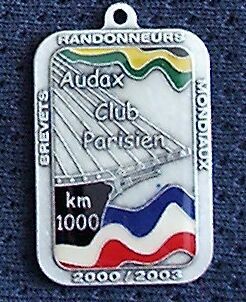 RANDONNEURS
BREVETS
MONDIAUX
Audax
Club
Parisien
km
1000
2000/2003